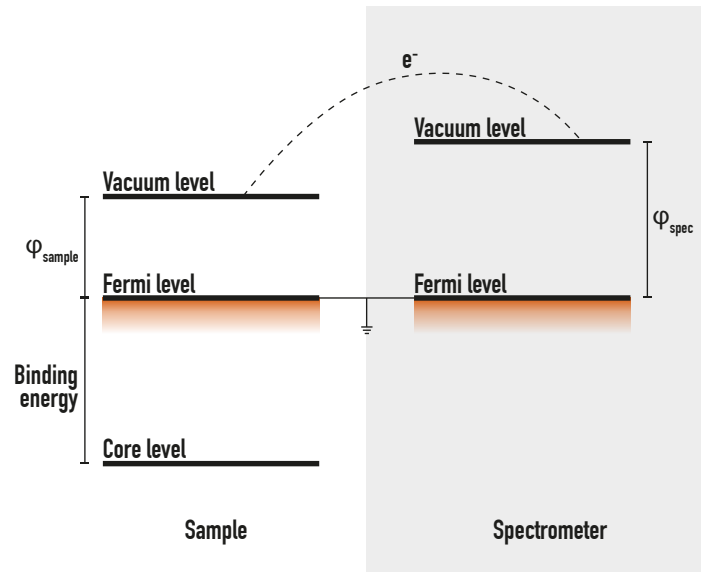 e⁻
Vacuum level
Vacuum level
φspec
φsample
Fermi level
Fermi level
Binding
energy
Core level
Sample
Spectrometer